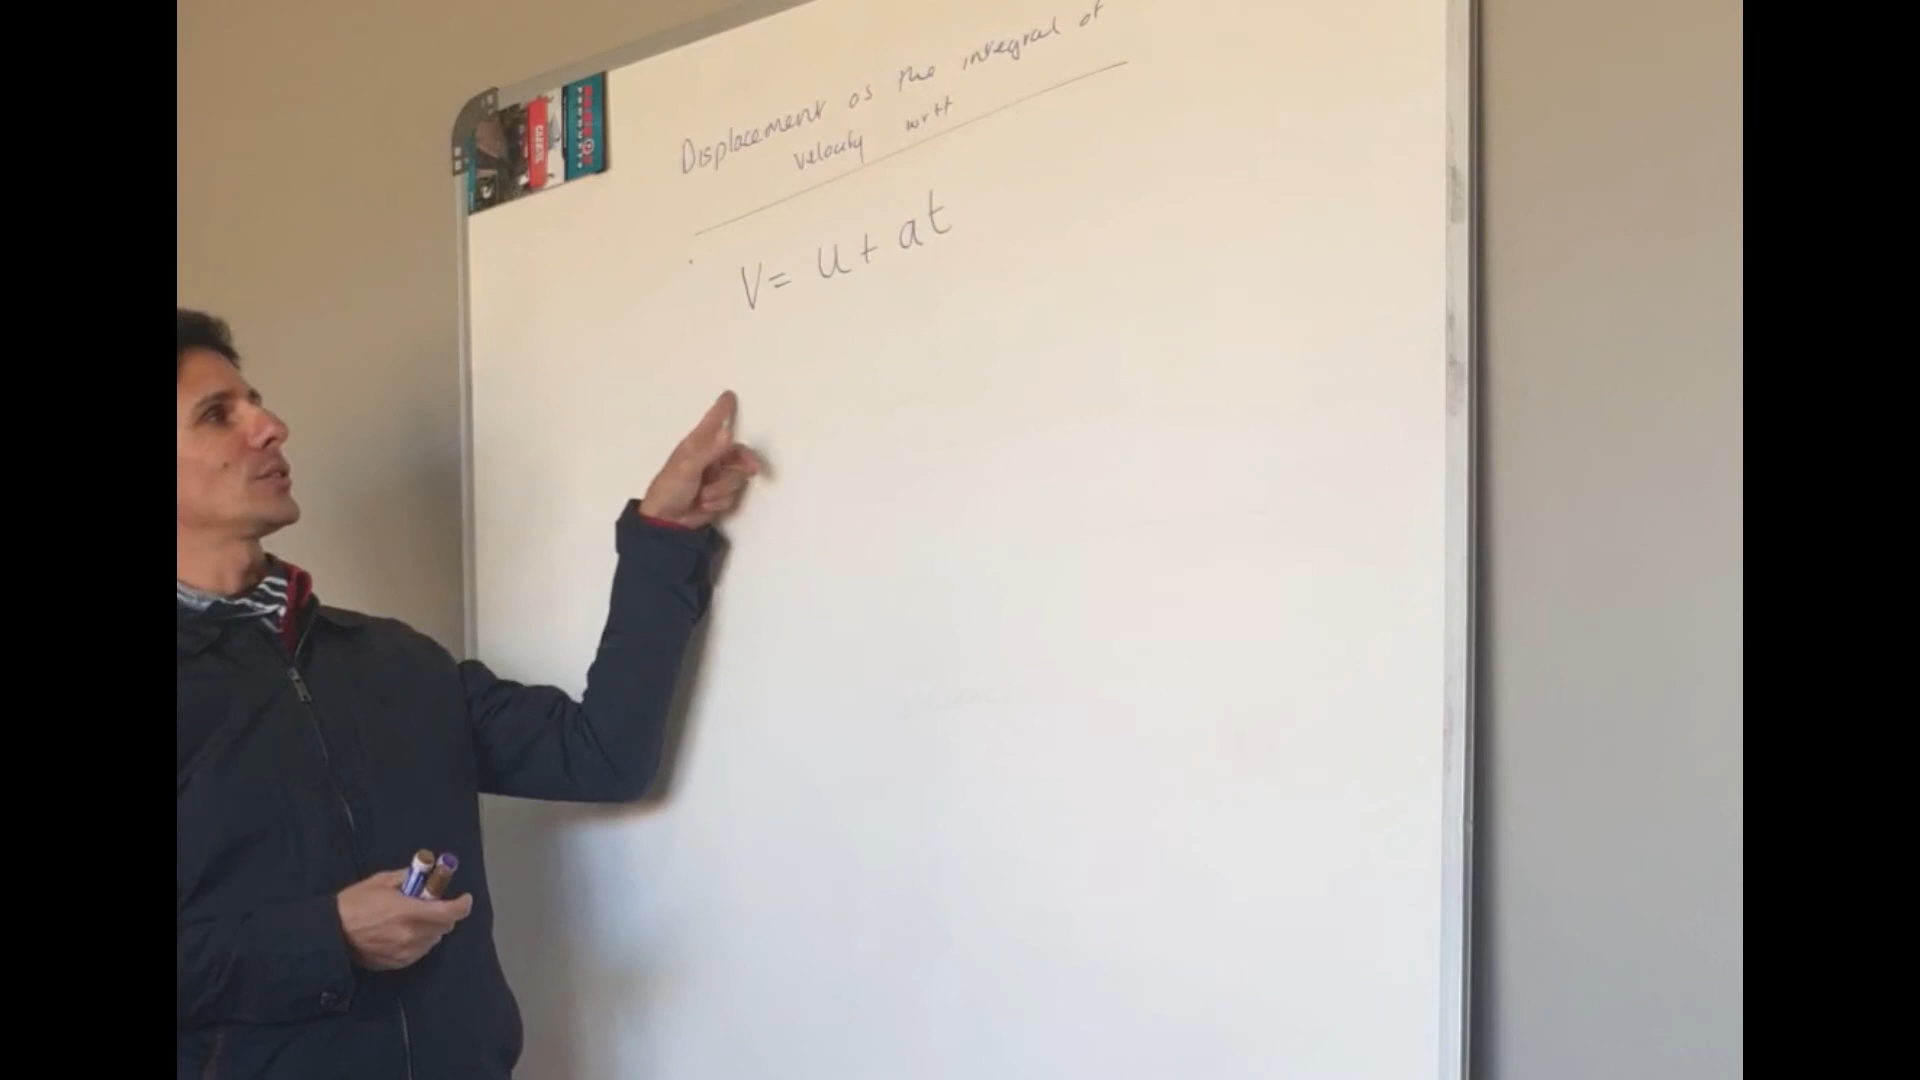 Displacement as the integral of
velocity wrt t
V = u + at